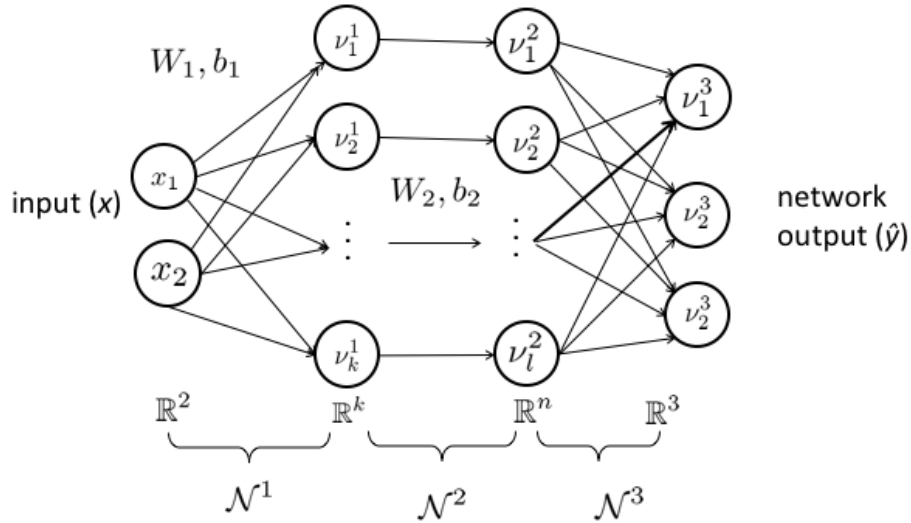 W₁, b₁
ν₁¹
ν₁²
ν₁³
ν₂¹
ν₂²
x₁
input (x)
W₂, b₂
ν₂³
network
output (ŷ)
x₂
⋮
⋮
ν₂³
νₖ¹
νₗ²
ℝ²
ℝᵏ
ℝⁿ
ℝ³
𝒩¹
𝒩²
𝒩³